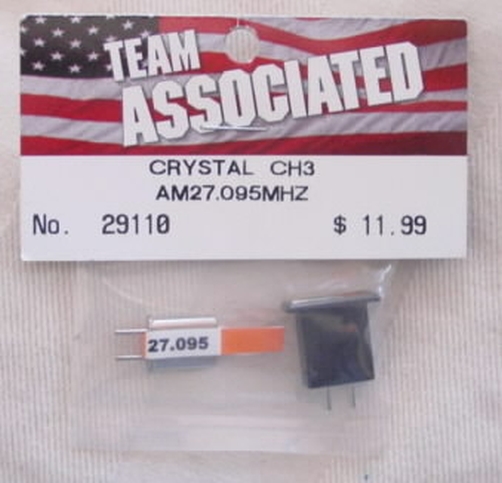 TEAM
ASSOCIATED
CRYSTAL CH3
AM27.095MHZ
No. 29110 $ 11.99
27.095